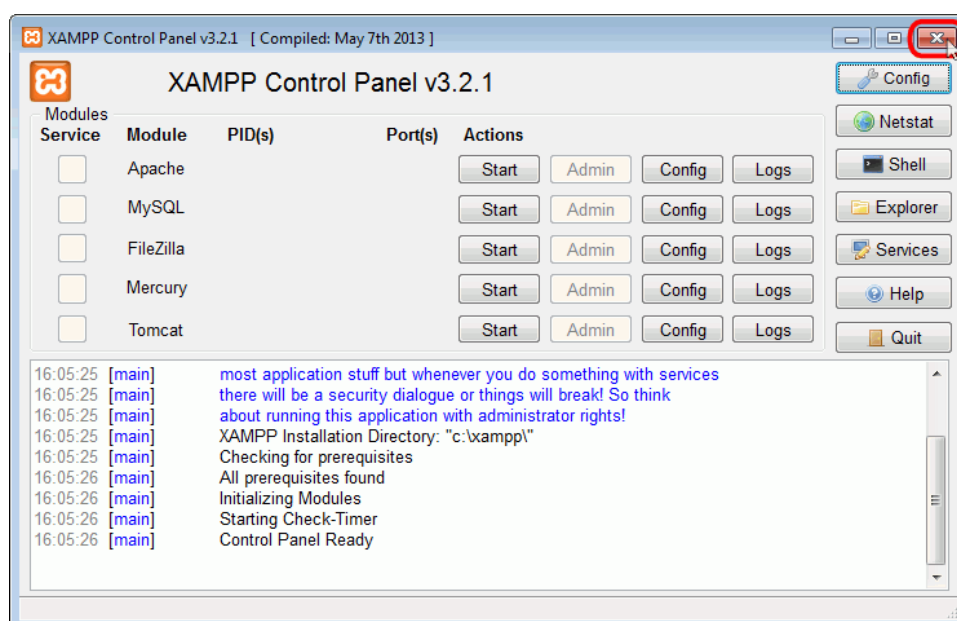 XAMPP Control Panel v3.2.1 [ Compiled: May 7th 2013 ]
XAMPP Control Panel v3.2.1
Config
Modules
Service Module PID(s) Port(s) Actions
Netstat
Apache Start Admin Config Logs
Shell
MySQL Start Admin Config Logs
Explorer
FileZilla Start Admin Config Logs
Services
Mercury Start Admin Config Logs
Help
Tomcat Start Admin Config Logs
Quit
16:05:25 [main] most application stuff but whenever you do something with services
16:05:25 [main] there will be a security dialogue or things will break! So think
16:05:25 [main] about running this application with administrator rights!
16:05:25 [main] XAMPP Installation Directory: "c:\xampp\"
16:05:25 [main] Checking for prerequisites
16:05:26 [main] All prerequisites found
16:05:26 [main] Initializing Modules
16:05:26 [main] Starting Check-Timer
16:05:26 [main] Control Panel Ready